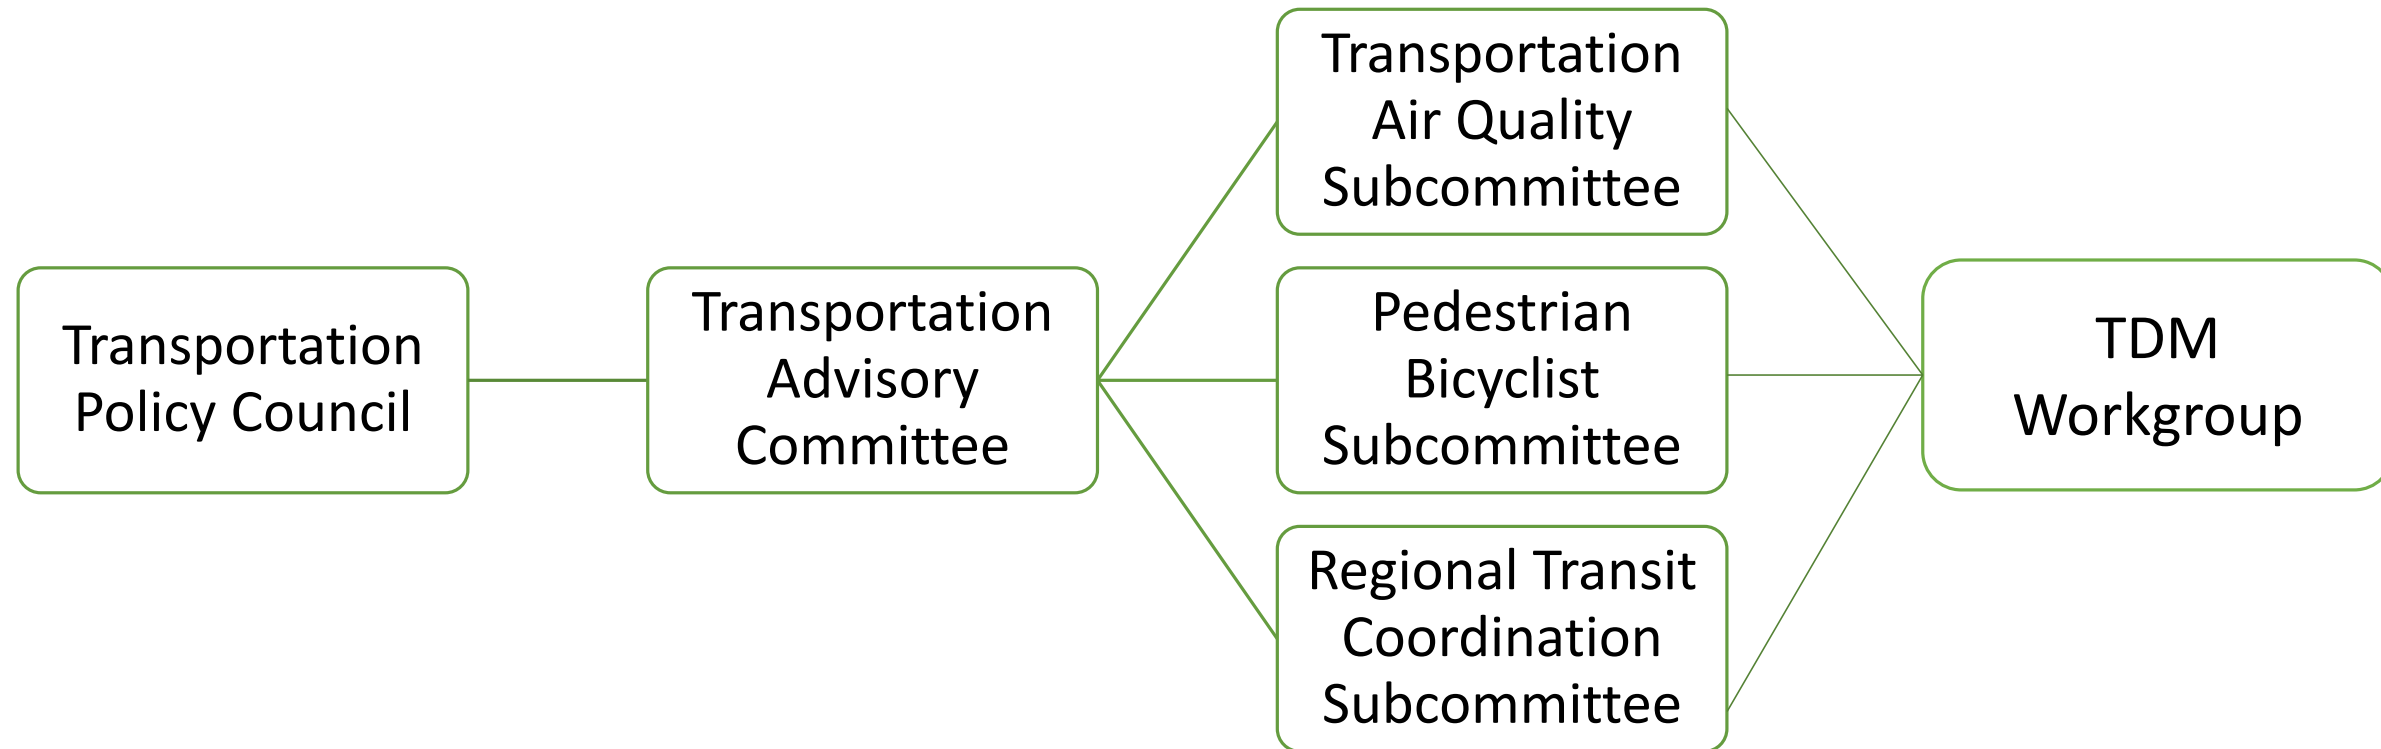 Transportation
Policy Council
Transportation
Advisory
Committee
Transportation
Air Quality
Subcommittee
Pedestrian
Bicyclist
Subcommittee
Regional Transit
Coordination
Subcommittee
TDM
Workgroup